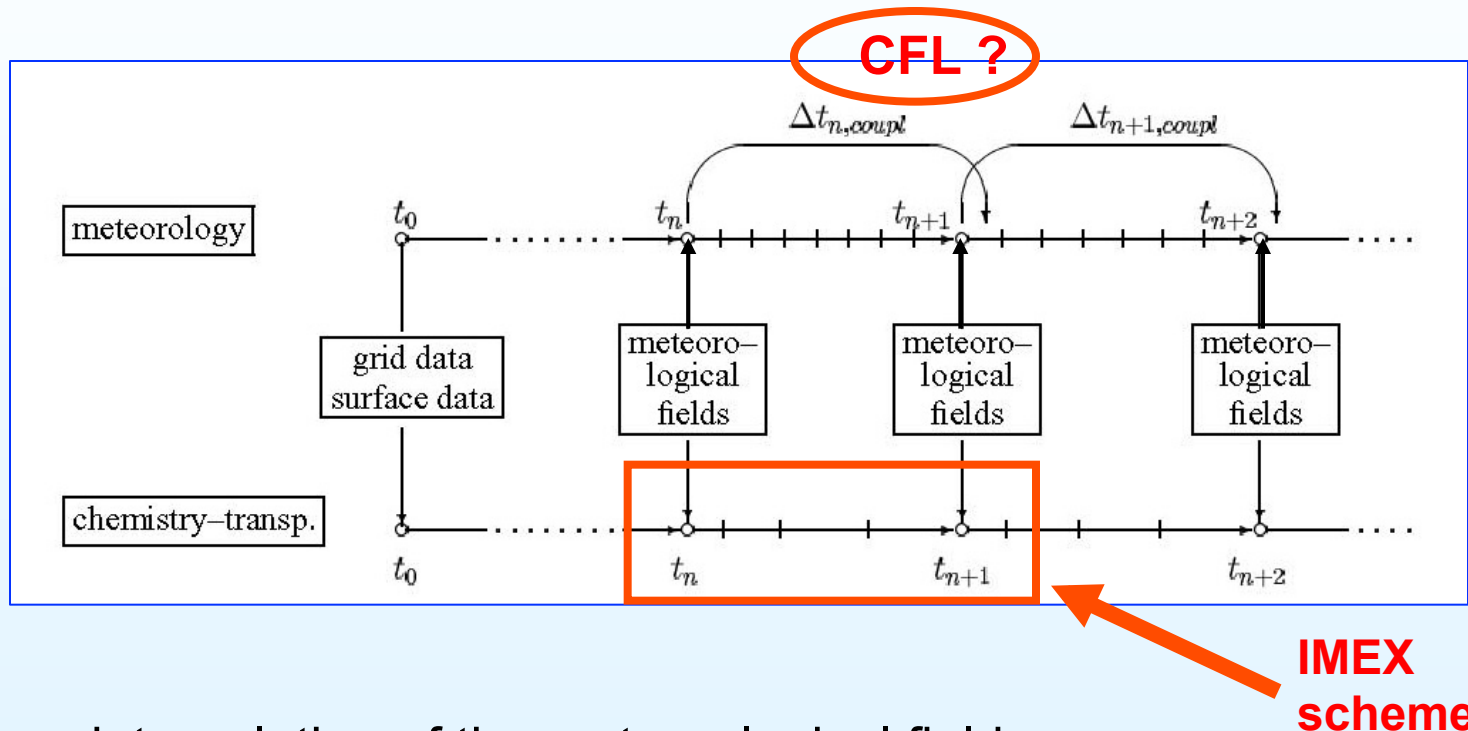 CFL ?
Δt_{n,coupl} Δt_{n+1,coupl}
meteorology t_0 t_n t_{n+1} t_{n+2}
grid data
surface data
meteoro–
logical
fields
meteoro–
logical
fields
meteoro–
logical
fields
chemistry–transp.
t_0 t_n t_{n+1} t_{n+2}
IMEX
scheme